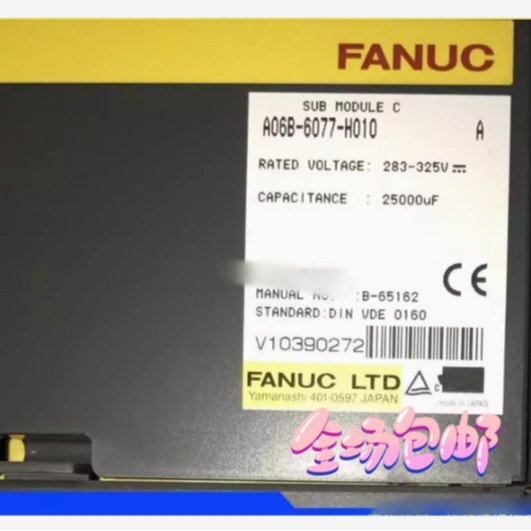 FANUC
SUB MODULE C
A06B-6077-H010 A
RATED VOLTAGE: 283-325V
CAPACITANCE : 25000uF
CE
MANUAL :B-65162
STANDARD:DIN VDE 0160
V10390272
FANUC LTD
Yamanashi 401-0597 JAPAN
全场包邮